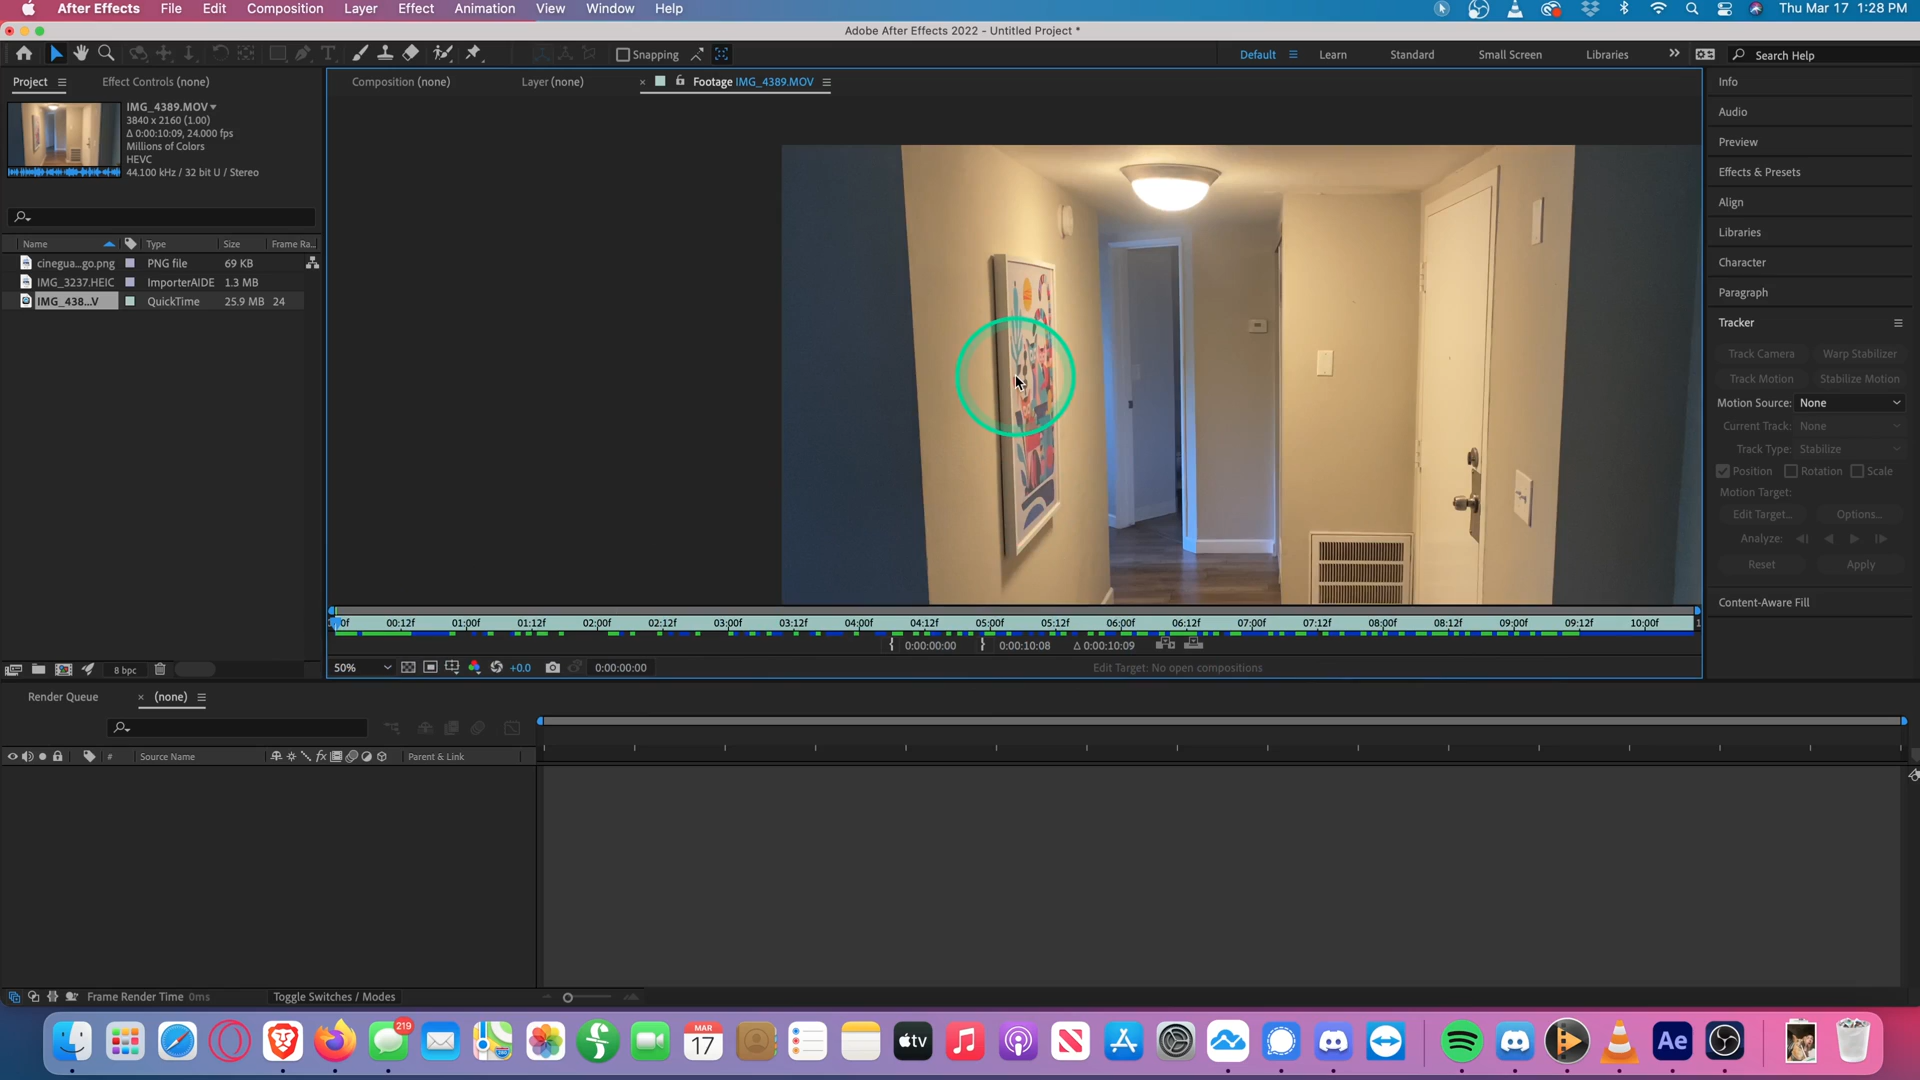 After Effects File Edit Composition Layer Effect Animation View Window Help Thu Mar 17 1:28 PM
Adobe After Effects 2022 - Untitled Project *
Snapping Default Learn Standard Small Screen Libraries Search Help
Project Effect Controls (none) Composition (none) Layer (none) Footage IMG_4389.MOV
IMG_4389.MOV
3840 x 2160 (1.00)
Δ 0:00:10:09, 24.000 fps
Millions of Colors
HEVC
44.100 kHz / 32 bit U / Stereo
Name Type Size Frame Ra...
cinegua...go.png PNG file 69 KB
IMG_3237.HEIC ImporterAIDE 1.3 MB
IMG_438...V QuickTime 25.9 MB 24
Info
Audio
Preview
Effects & Presets
Align
Libraries
Character
Paragraph
Tracker
Track Camera Warp Stabilizer
Track Motion Stabilize Motion
Motion Source: None
Current Track: None
Track Type: Stabilize
Position Rotation Scale
Motion Target:
Edit Target... Options...
Analyze:
Reset Apply
Content-Aware Fill
00:12f 01:00f 01:12f 02:00f 02:12f 03:00f 03:12f 04:00f 04:12f 05:00f 05:12f 06:00f 06:12f 07:00f 07:12f 08:00f 08:12f 09:00f 09:12f 10:00f
0:00:00:00 0:00:10:08 Δ 0:00:10:09
50% +0.0 0:00:00:00 Edit Target: No open compositions
8 bpc
Render Queue (none)
# Source Name fx Parent & Link
Frame Render Time 0ms Toggle Switches / Modes
219
MAR
17
tv
Ae